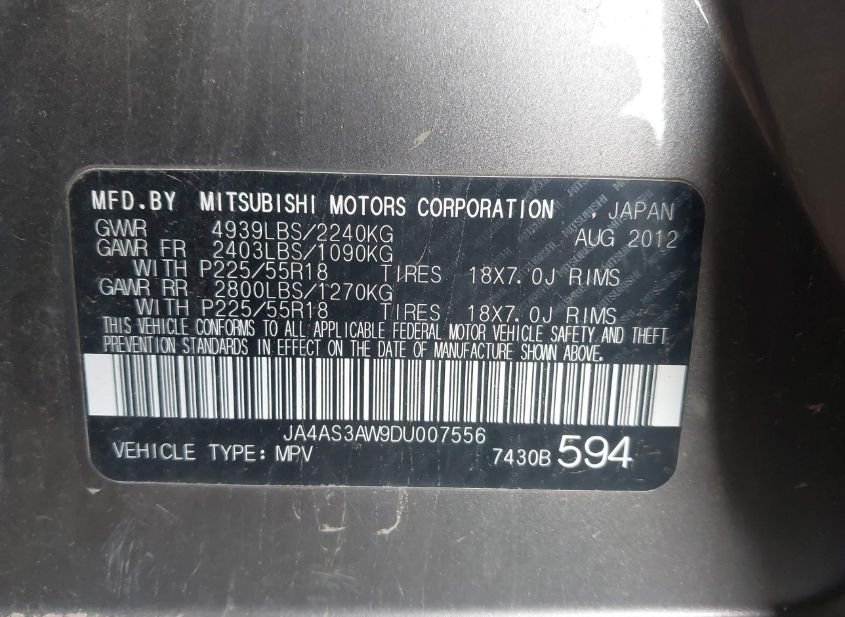 MFD.BY MITSUBISHI MOTORS CORPORATION , JAPAN
GVWR 4939LBS/2240KG AUG 2012
GAWR FR 2403LBS/1090KG
WITH P225/55R18 TIRES 18X7.0J RIMS
GAWR RR 2800LBS/1270KG
WITH P225/55R18 TIRES 18X7.0J RIMS
THIS VEHICLE CONFORMS TO ALL APPLICABLE FEDERAL MOTOR VEHICLE SAFETY AND THEFT
PREVENTION STANDARDS IN EFFECT ON THE DATE OF MANUFACTURE SHOWN ABOVE.
JA4AS3AW9DU007556
VEHICLE TYPE: MPV 7430B 594